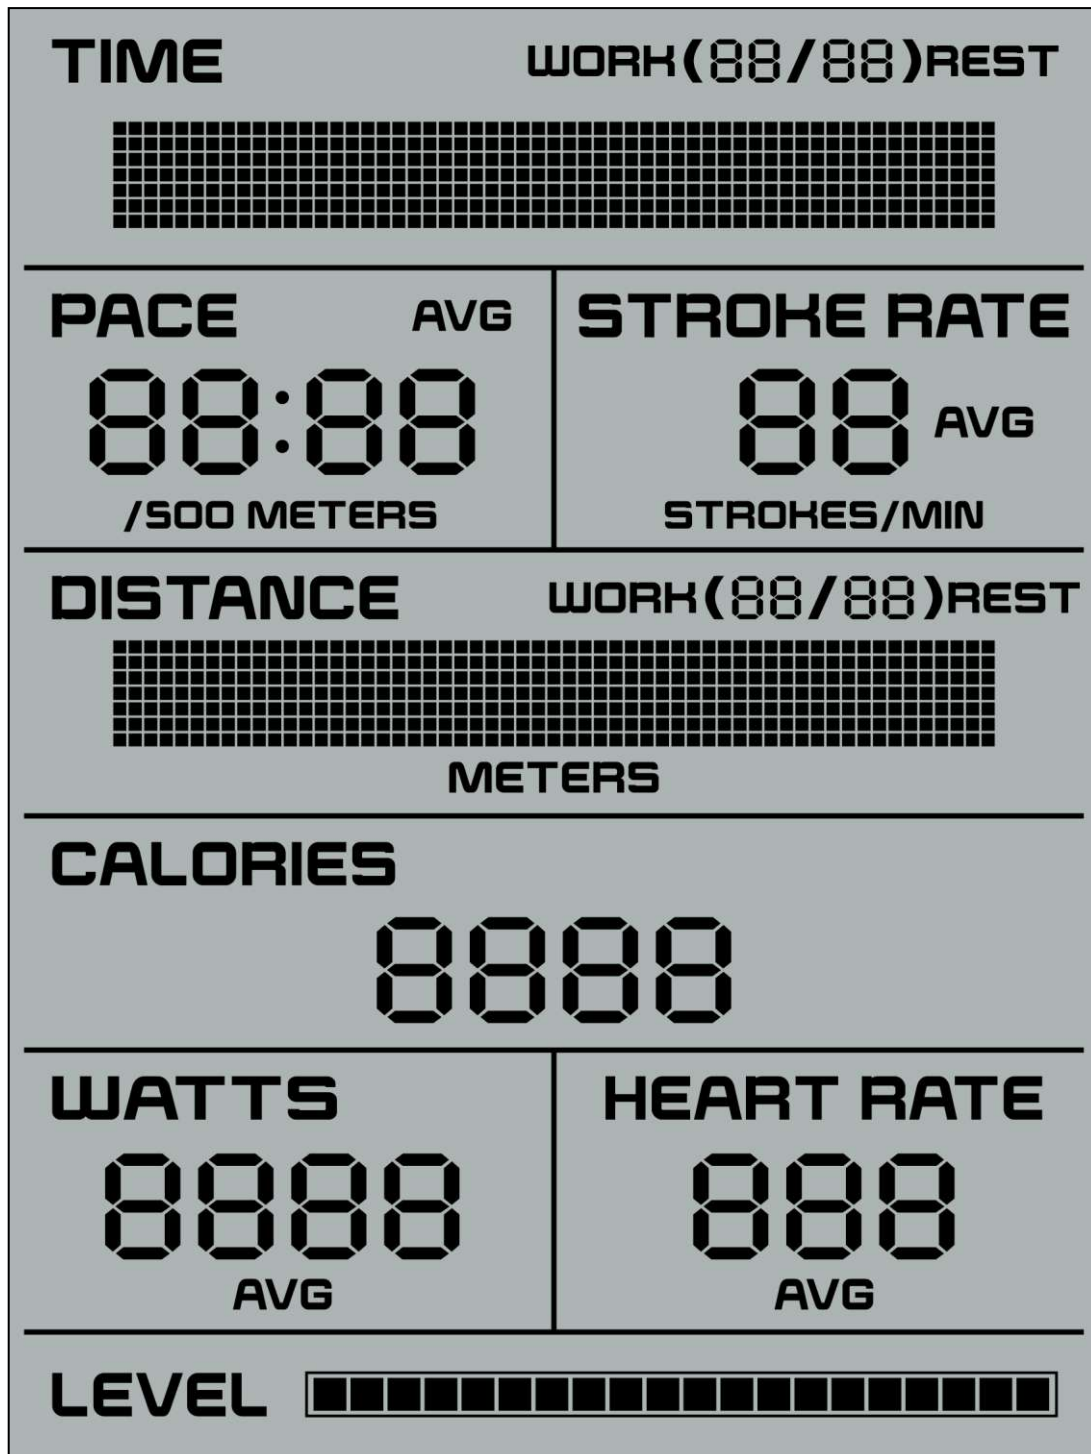 TIME WORK(88/88)REST
PACE AVG STROKE RATE
88:88 88 AVG
/500 METERS STROKES/MIN
DISTANCE WORK(88/88)REST
METERS
CALORIES
8888
WATTS HEART RATE
8888 888
AVG AVG
LEVEL